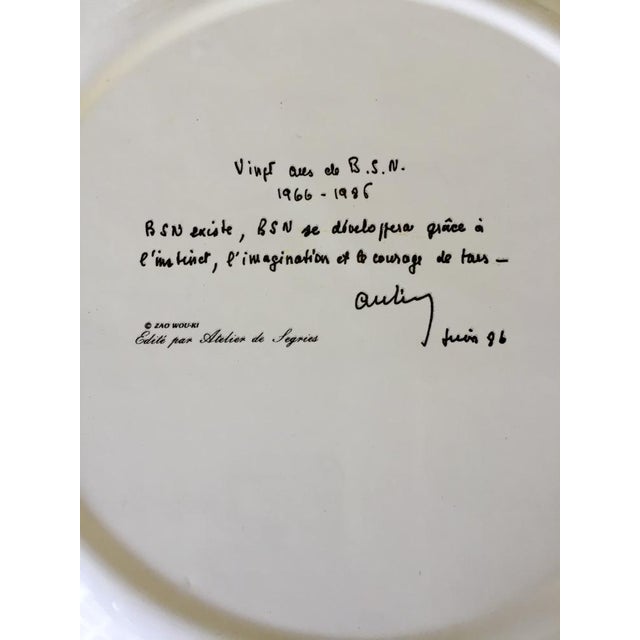 Vingt ans de B.S.N.
1966 - 1986
BSN existe, BSN se développera grâce à
l'instinct, l'imagination et le courage de tous —
Juin 86
© ZAO WOU-KI
Edité par Atelier de Segries